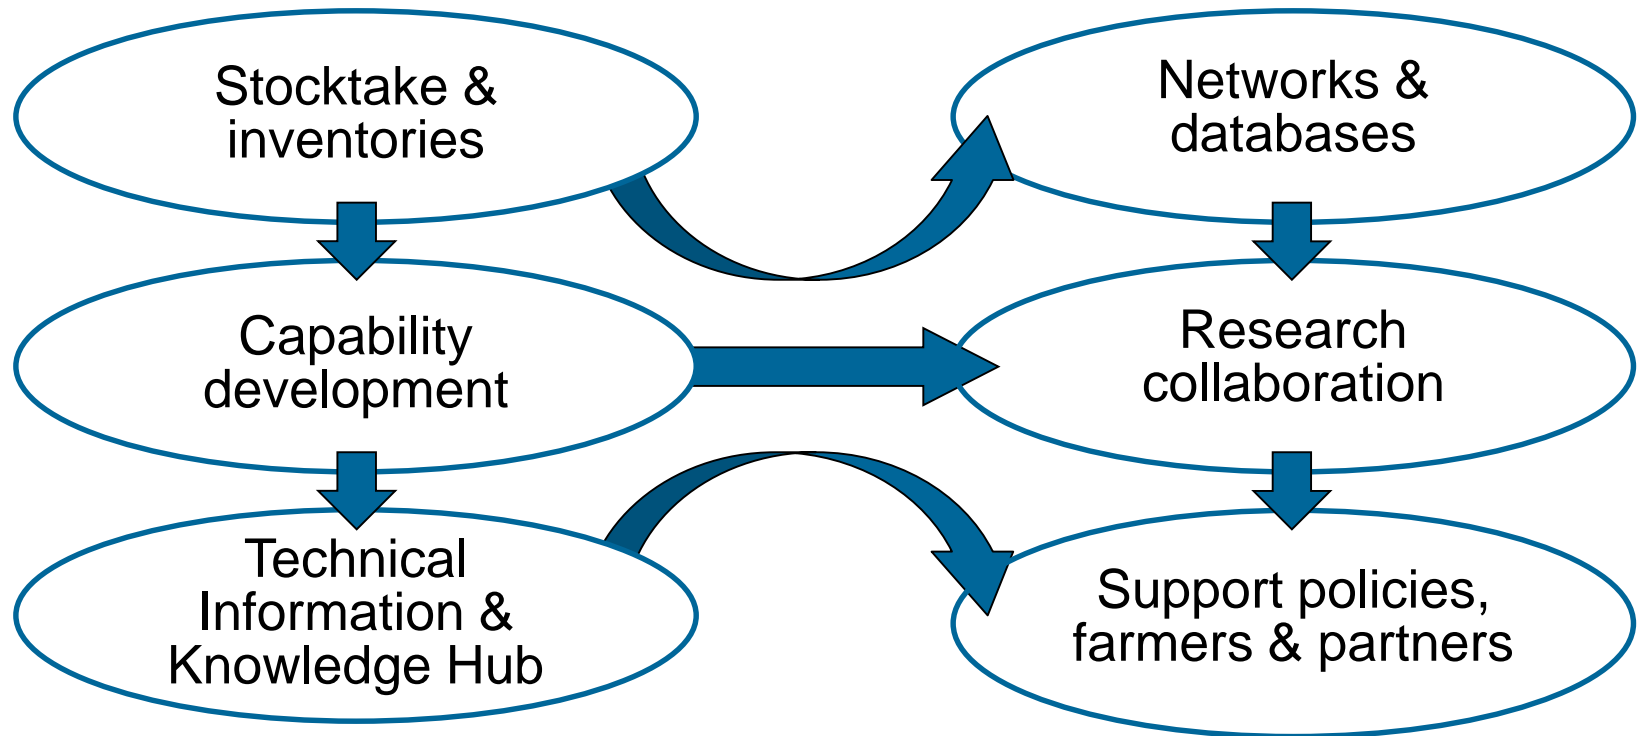 Stocktake &
inventories
Networks &
databases
Capability
development
Research
collaboration
Technical
Information &
Knowledge Hub
Support policies,
farmers & partners